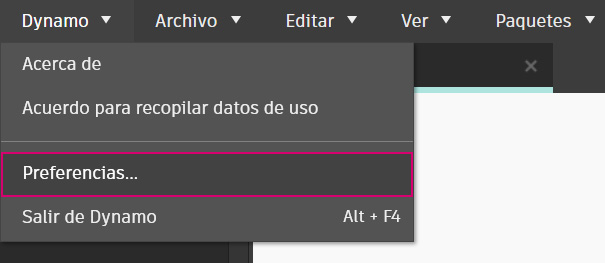 Dynamo Archivo Editar Ver Paquetes
Acerca de
Acuerdo para recopilar datos de uso
Preferencias...
Salir de Dynamo Alt + F4